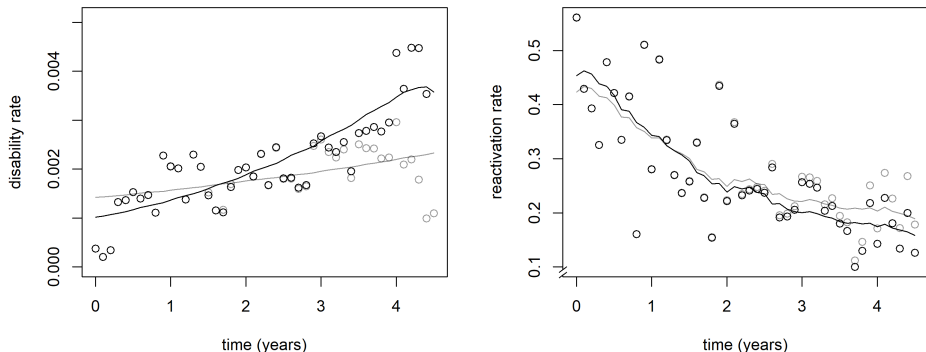 disability rate
0.000
0.002
0.004
0 1 2 3 4
time (years)
reactivation rate
0.1
0.2
0.3
0.4
0.5
0 1 2 3 4
time (years)